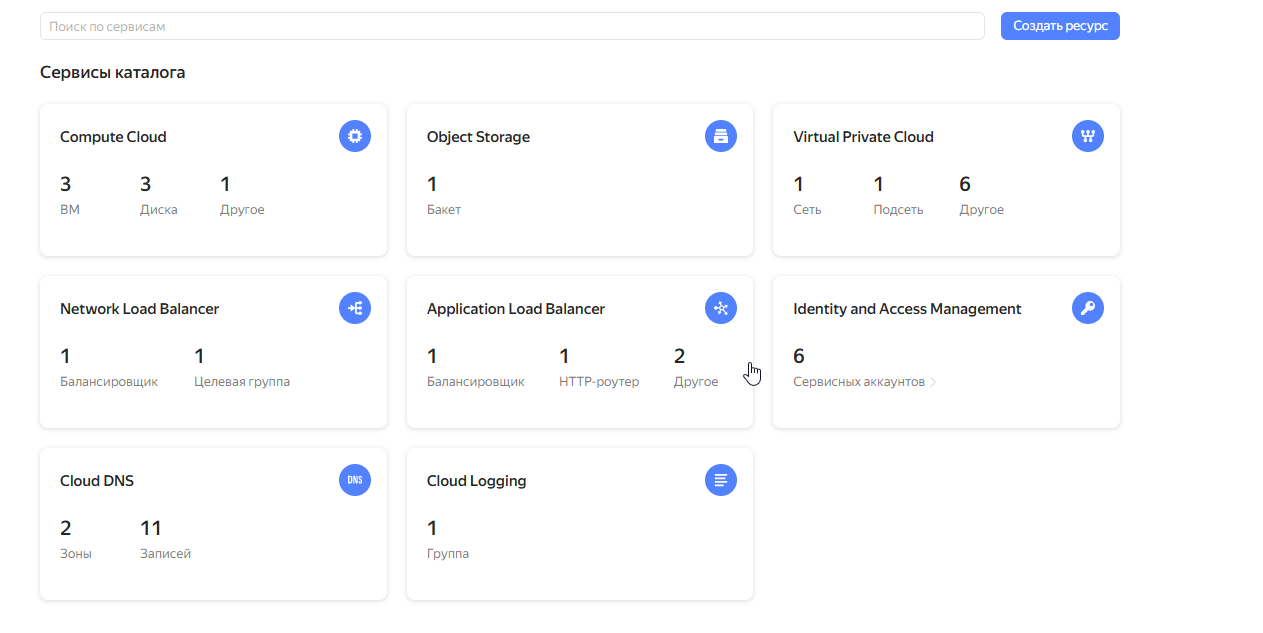 Поиск по сервисам
Создать ресурс
Сервисы каталога
Compute Cloud
3 3 1
ВМ Диска Другое
Object Storage
1
Бакет
Virtual Private Cloud
1 1 6
Сеть Подсеть Другое
Network Load Balancer
1 1
Балансировщик Целевая группа
Application Load Balancer
1 1 2
Балансировщик HTTP-роутер Другое
Identity and Access Management
6
Сервисных аккаунтов
Cloud DNS
DNS
2 11
Зоны Записей
Cloud Logging
1
Группа